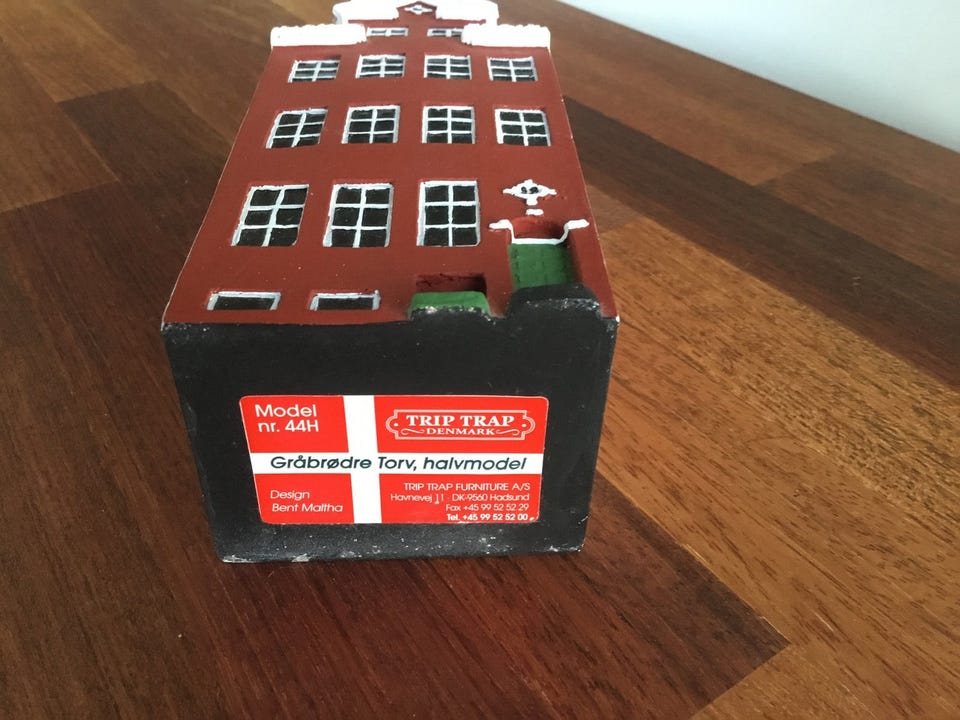 Model
nr. 44H
TRIP TRAP
DENMARK
Gråbrødre Torv, halvmodel
Design
Bent Maltha
TRIP TRAP FURNITURE A/S
Havnevej 11 · DK-9560 Hadsund
Fax +45 99 52 52 29
Tel. +45 99 52 52 00